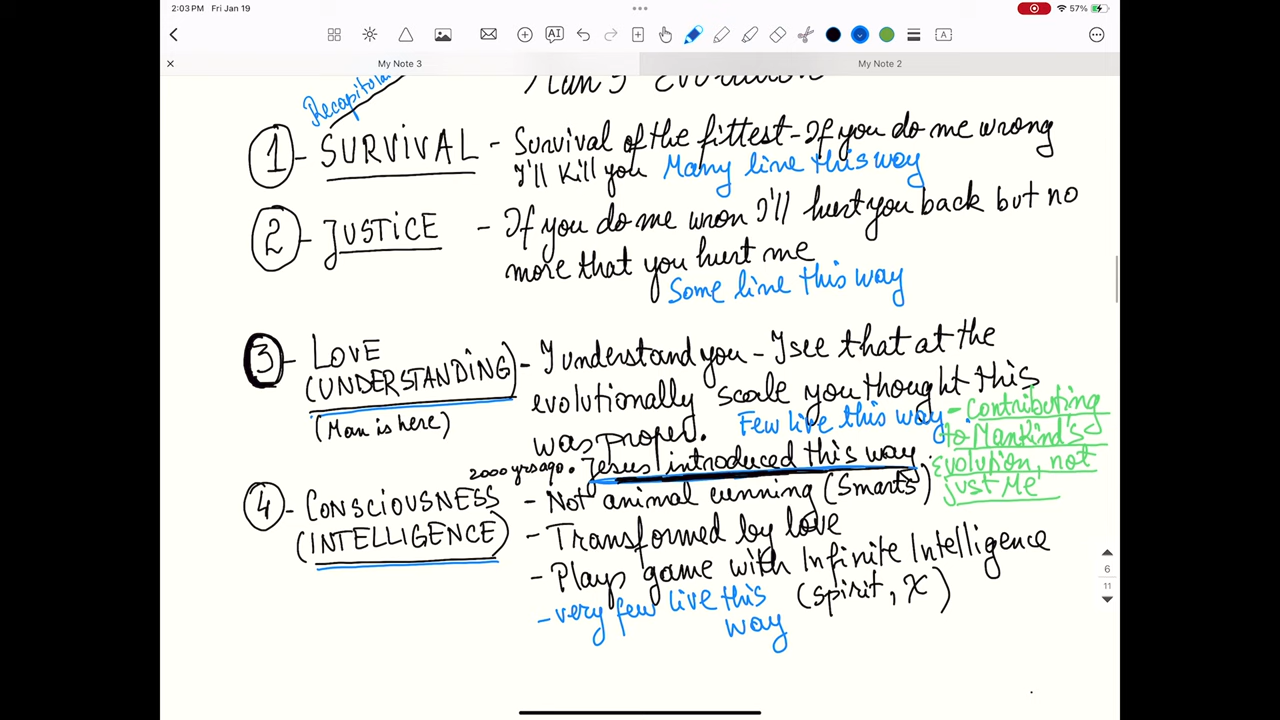 2:03 PM Fri Jan 19
57%
AI
A
My Note 3
My Note 2
Man's Evolution
1 - SURVIVAL - Survival of the fittest - If you do me wrong
I'll Kill you Many live this way
2 - JUSTICE - If you do me wron I'll hurt you back but no
more that you hurt me
Some live this way
3 - LOVE
(UNDERSTANDING) - I understand you - I see that at the
evolutionally scale you thought this
(Man is here)
was proper. Few live this way
- Contributing
to Mankind's
Evolution, not
just Me
2000 yrs ago. Jesus introduced this way.
4 - CONSCIOUSNESS - Not animal cunning (Smarts)
(INTELLIGENCE) - Transformed by love
- Plays game with Infinite Intelligence
(spirit, X)
- very few live this
way
6
11